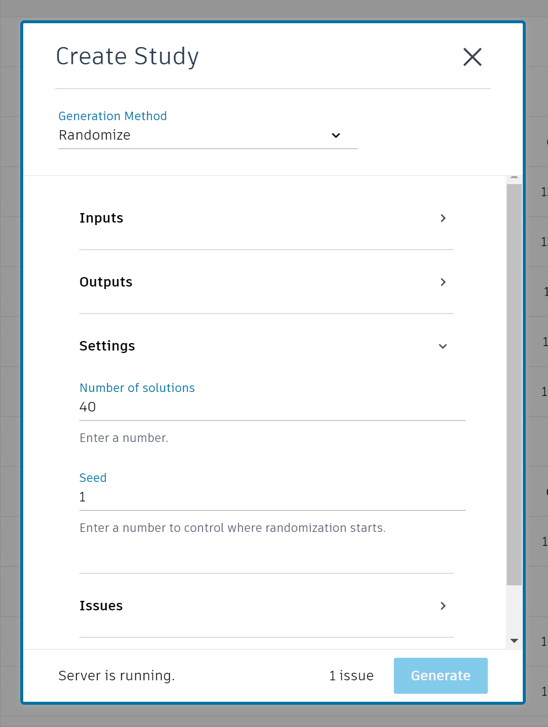 Create Study
Generation Method
Randomize
Inputs
Outputs
Settings
Number of solutions
40
Enter a number.
Seed
1
Enter a number to control where randomization starts.
Issues
Server is running.
1 issue
Generate